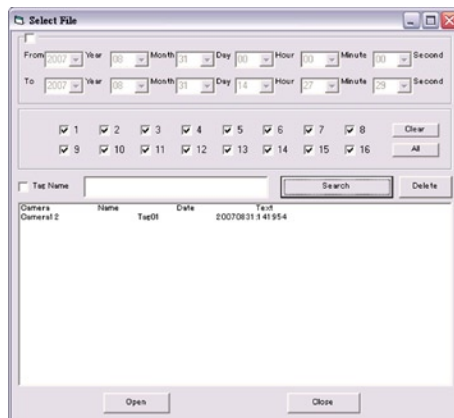 Select File
From 2007 Year 08 Month 31 Day 00 Hour 00 Minute 00 Second
To 2007 Year 08 Month 31 Day 14 Hour 27 Minute 29 Second
1 2 3 4 5 6 7 8 Clear
9 10 11 12 13 14 15 16 All
Tag Name Search Delete
Camera Name Date Text
Camera12 Tag01 20070831:141954
Open Close